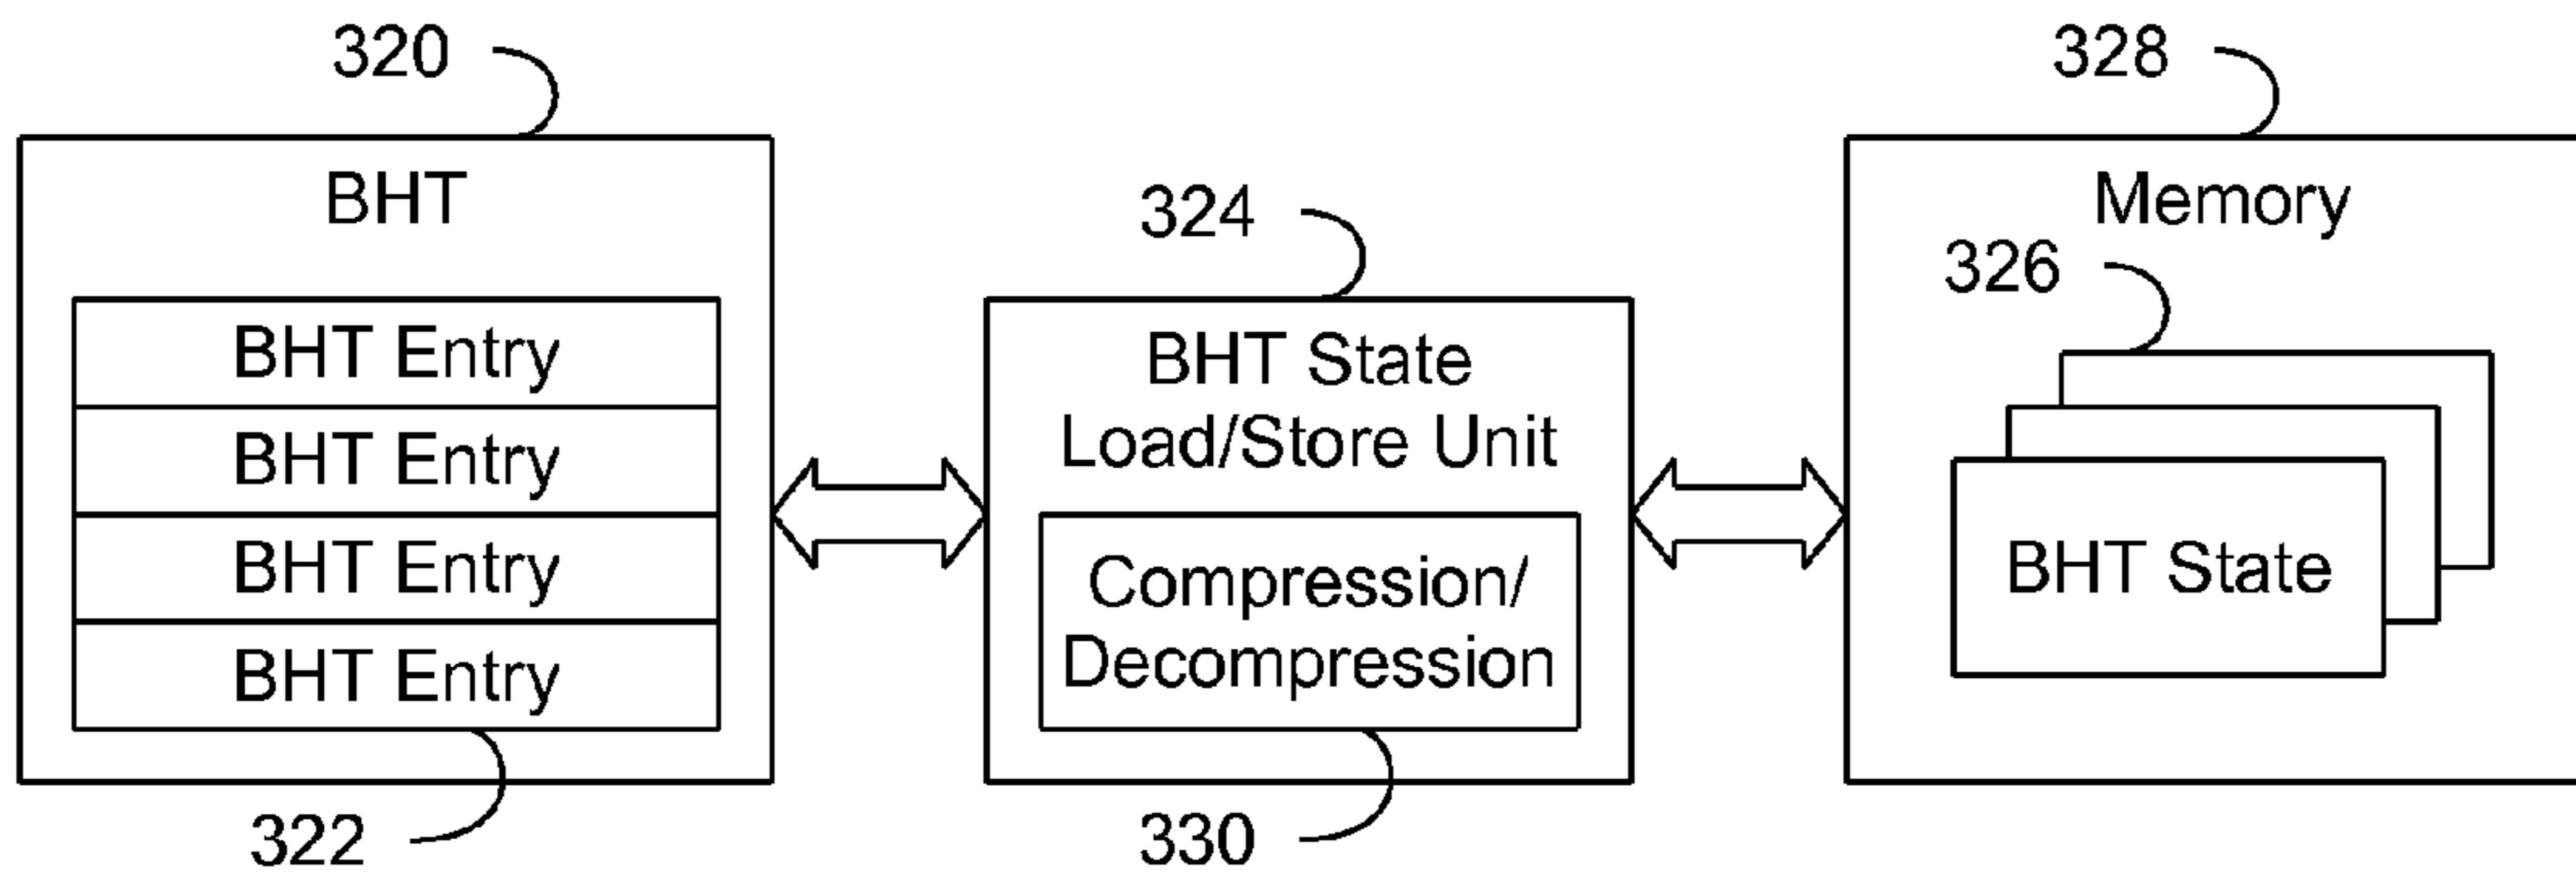 320
BHT
BHT Entry
BHT Entry
BHT Entry
BHT Entry
322
324
BHT State
Load/Store Unit
Compression/
Decompression
330
328
Memory
326
BHT State